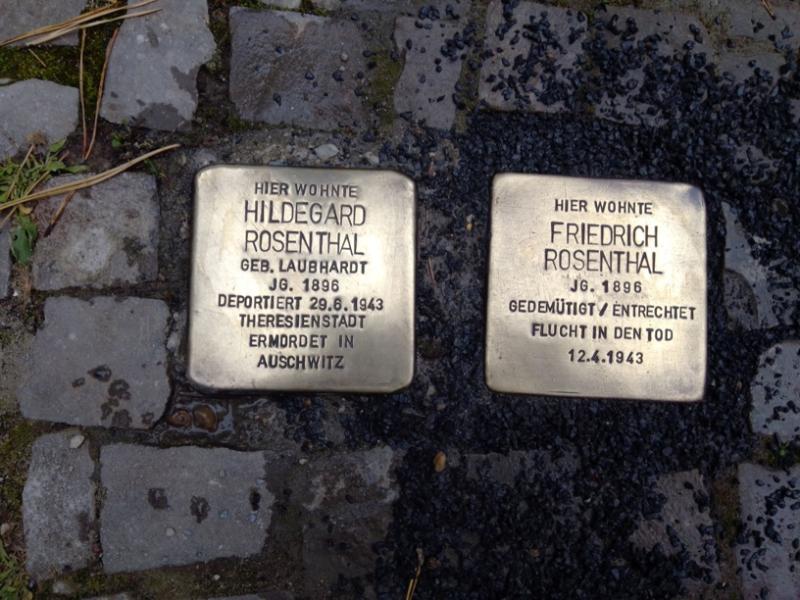 HIER WOHNTE
HILDEGARD
ROSENTHAL
GEB. LAUBHARDT
JG. 1896
DEPORTIERT 29.6.1943
THERESIENSTADT
ERMORDET IN
AUSCHWITZ
HIER WOHNTE
FRIEDRICH
ROSENTHAL
JG. 1896
GEDEMÜTIGT / ENTRECHTET
FLUCHT IN DEN TOD
12.4.1943